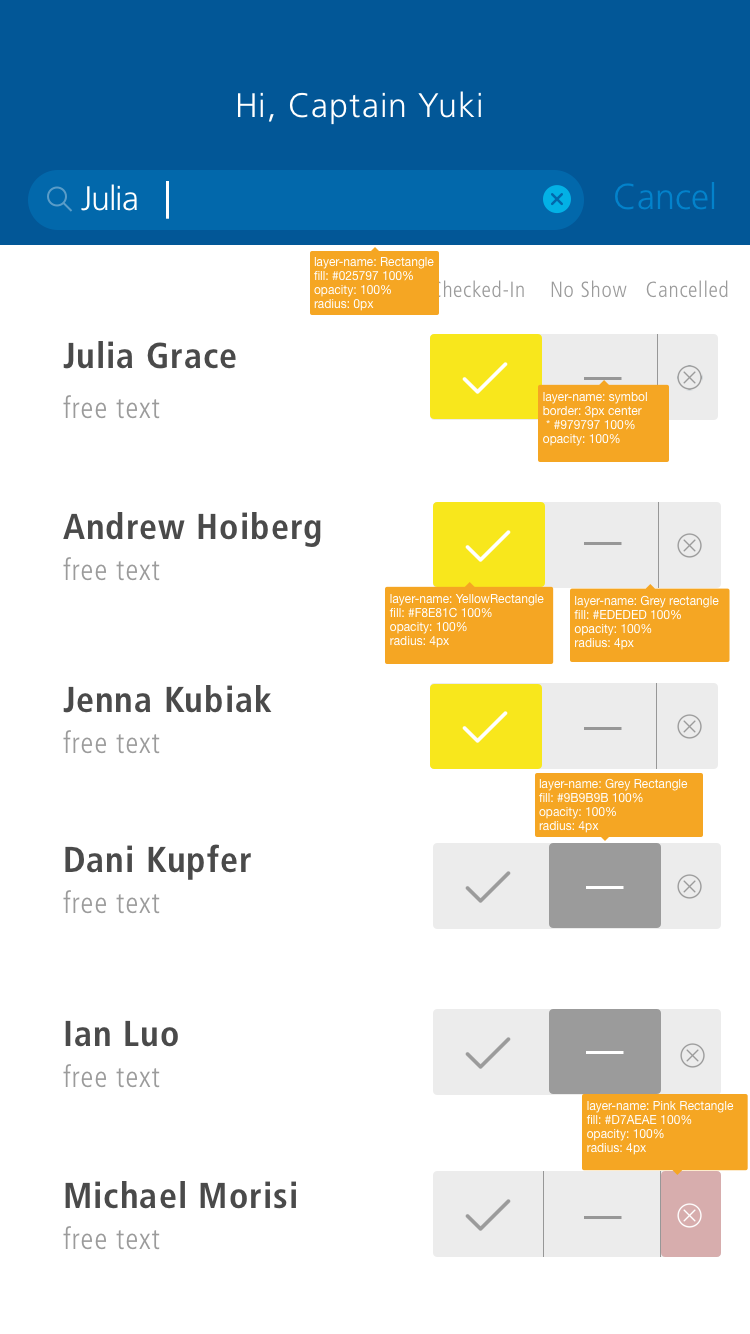 Hi, Captain Yuki
Julia
Cancel
layer-name: Rectangle
fill: #025797 100%
opacity: 100%
radius: 0px
hecked-In No Show Cancelled
Julia Grace
free text
layer-name: symbol
border: 3px center
* #979797 100%
opacity: 100%
Andrew Hoiberg
free text
layer-name: YellowRectangle
fill: #F8E81C 100%
opacity: 100%
radius: 4px
layer-name: Grey rectangle
fill: #EDEDED 100%
opacity: 100%
radius: 4px
Jenna Kubiak
free text
layer-name: Grey Rectangle
fill: #9B9B9B 100%
opacity: 100%
radius: 4px
Dani Kupfer
free text
Ian Luo
free text
layer-name: Pink Rectangle
fill: #D7AEAE 100%
opacity: 100%
radius: 4px
Michael Morisi
free text